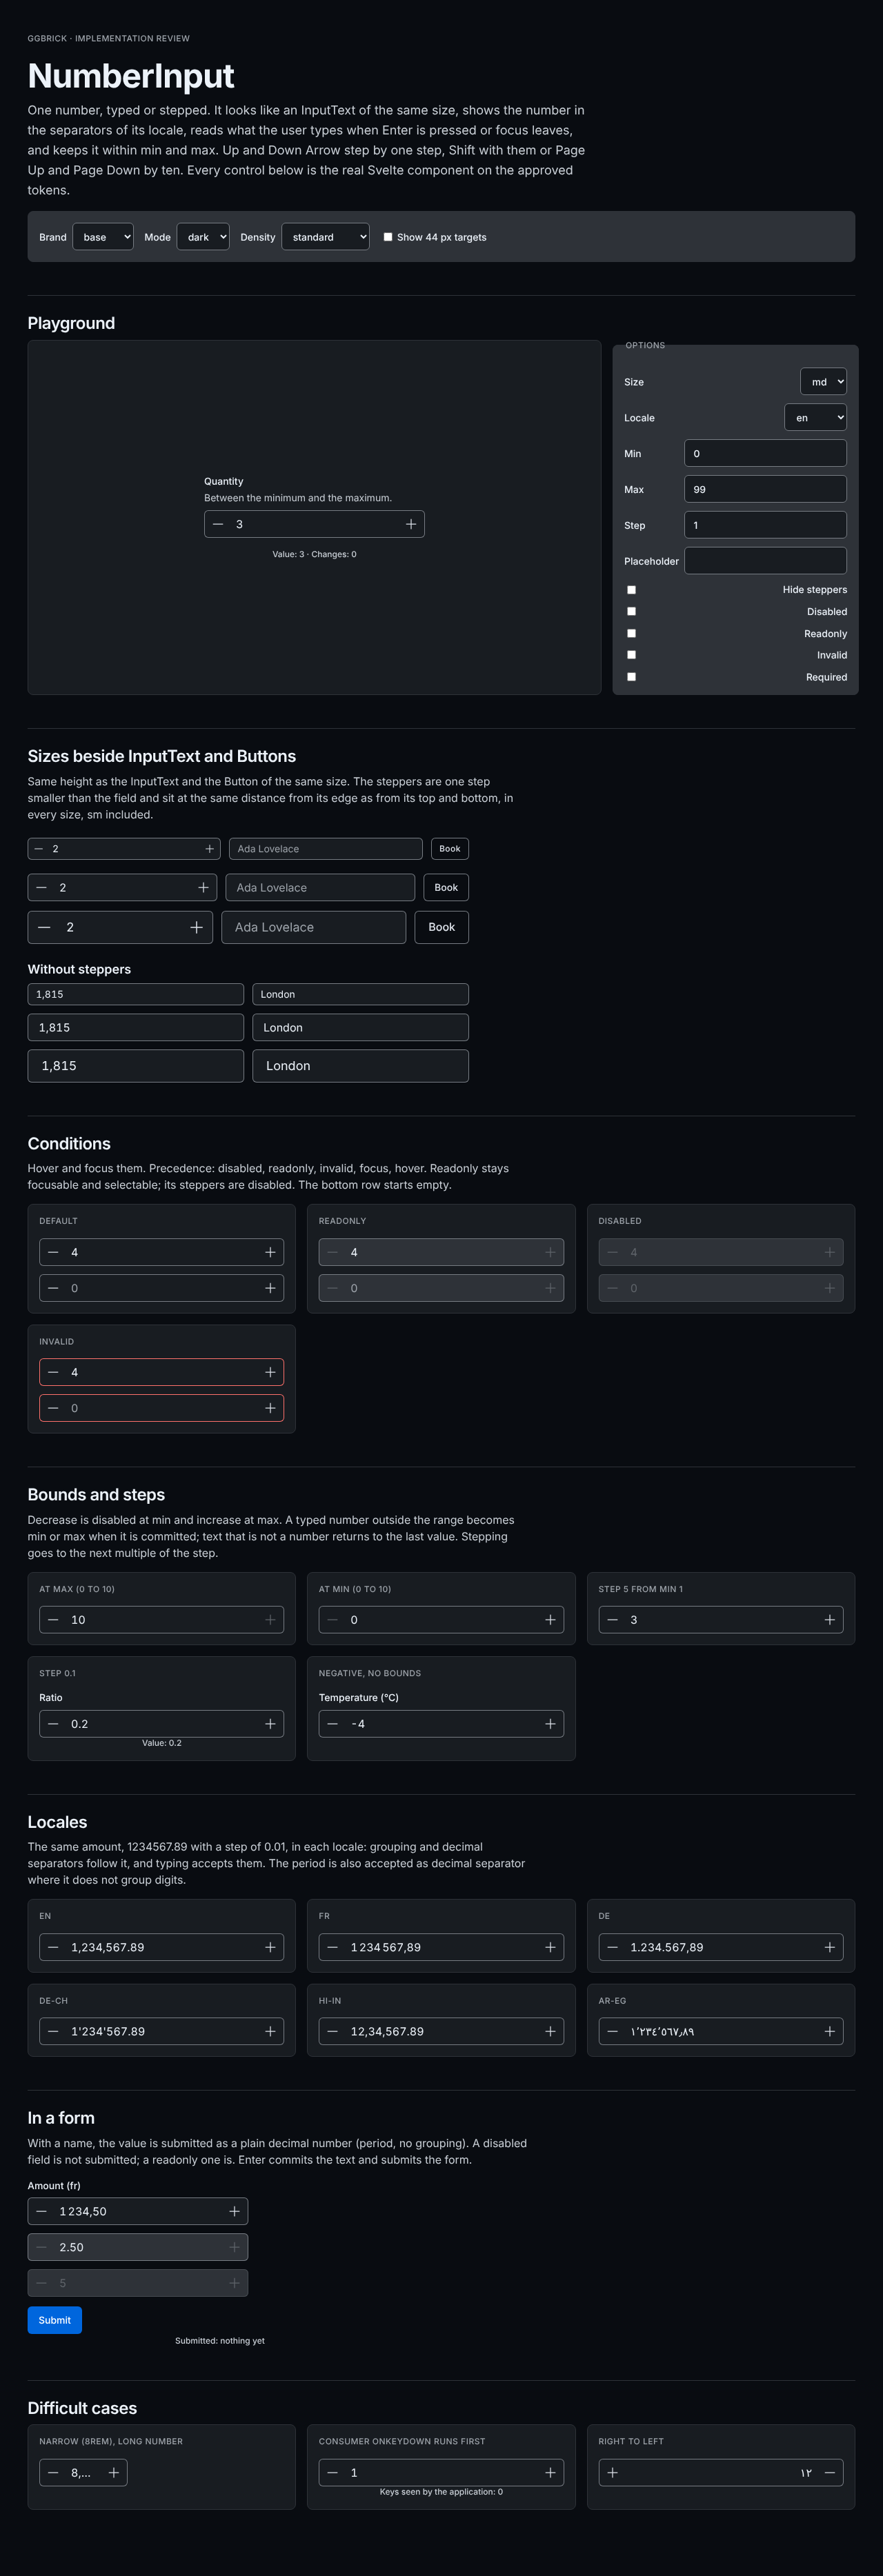 GGBRICK · IMPLEMENTATION REVIEW
NumberInput
One number, typed or stepped. It looks like an InputText of the same size, shows the number in
the separators of its locale, reads what the user types when Enter is pressed or focus leaves,
and keeps it within min and max. Up and Down Arrow step by one step, Shift with them or Page
Up and Page Down by ten. Every control below is the real Svelte component on the approved
tokens.
Brand base Mode dark Density standard Show 44 px targets
Playground
OPTIONS
Size md
Locale en
Min 0
Max 99
Step 1
Placeholder
Hide steppers
Disabled
Readonly
Invalid
Required
Quantity
Between the minimum and the maximum.
3
Value: 3 · Changes: 0
Sizes beside InputText and Buttons
Same height as the InputText and the Button of the same size. The steppers are one step
smaller than the field and sit at the same distance from its edge as from its top and bottom, in
every size, sm included.
2 Ada Lovelace Book
2 Ada Lovelace Book
2 Ada Lovelace Book
Without steppers
1,815 London
1,815 London
1,815 London
Conditions
Hover and focus them. Precedence: disabled, readonly, invalid, focus, hover. Readonly stays
focusable and selectable; its steppers are disabled. The bottom row starts empty.
DEFAULT
4
0
READONLY
4
0
DISABLED
4
0
INVALID
4
0
Bounds and steps
Decrease is disabled at min and increase at max. A typed number outside the range becomes
min or max when it is committed; text that is not a number returns to the last value. Stepping
goes to the next multiple of the step.
AT MAX (0 TO 10)
10
AT MIN (0 TO 10)
0
STEP 5 FROM MIN 1
3
STEP 0.1
Ratio
0.2
Value: 0.2
NEGATIVE, NO BOUNDS
Temperature (°C)
-4
Locales
The same amount, 1234567.89 with a step of 0.01, in each locale: grouping and decimal
separators follow it, and typing accepts them. The period is also accepted as decimal separator
where it does not group digits.
EN
1,234,567.89
FR
1 234 567,89
DE
1.234.567,89
DE-CH
1'234'567.89
HI-IN
12,34,567.89
AR-EG
١٬٢٣٤٬٥٦٧٫٨٩
In a form
With a name, the value is submitted as a plain decimal number (period, no grouping). A disabled
field is not submitted; a readonly one is. Enter commits the text and submits the form.
Amount (fr)
1 234,50
2.50
5
Submit
Submitted: nothing yet
Difficult cases
NARROW (8REM), LONG NUMBER
8,...
CONSUMER ONKEYDOWN RUNS FIRST
1
Keys seen by the application: 0
RIGHT TO LEFT
١٢